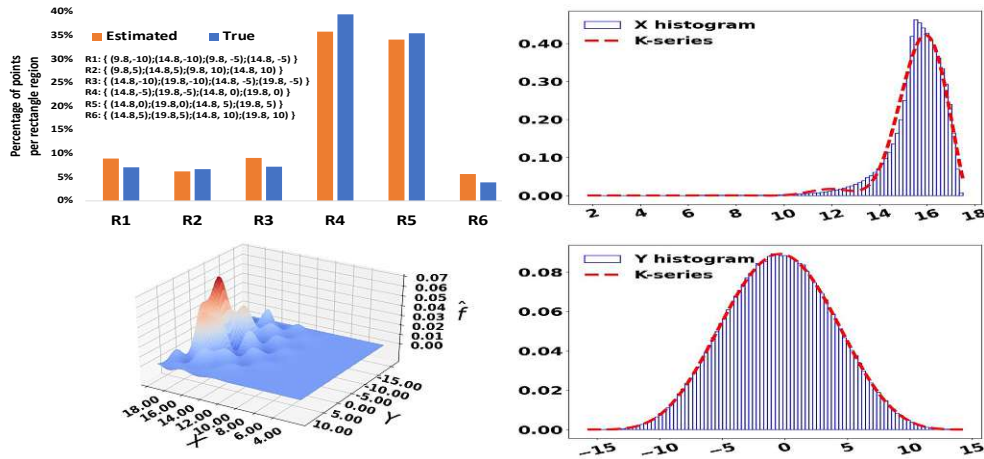 40%
35%
30%
25%
20%
15%
10%
5%
0%
Percentage of points
per rectangle region
Estimated True
R1: { (9.8,-10);(14.8,-10);(9.8, -5);(14.8, -5) }
R2: { (9.8,5);(14.8,5);(9.8, 10);(14.8, 10) }
R3: { (14.8,-10);(19.8,-10);(14.8, -5);(19.8, -5) }
R4: { (14.8,-5);(19.8,-5);(14.8, 0);(19.8, 0) }
R5: { (14.8,0);(19.8,0);(14.8, 5);(19.8, 5) }
R6: { (14.8,5);(19.8,5);(14.8, 10);(19.8, 10) }
R1 R2 R3 R4 R5 R6
X histogram
K-series
0.40
0.30
0.20
0.10
0.00
2 4 6 8 10 12 14 16 18
0.07
0.06
0.05
0.04
0.03
0.02
0.01
0.00
f̂
18.00
16.00
14.00
12.00
10.00
8.00
6.00
4.00
X
-15.00
-10.00
-5.00
0.00
5.00
10.00
Y
Y histogram
K-series
0.08
0.06
0.04
0.02
0.00
−15 −10 −5 0 5 10 15